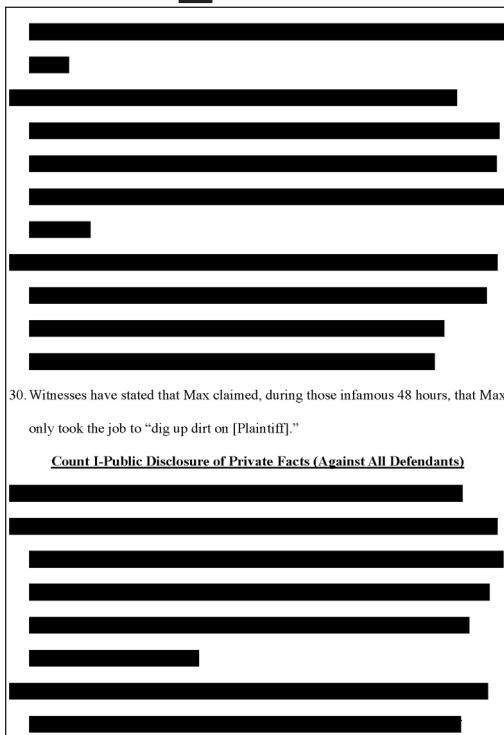 30. Witnesses have stated that Max claimed, during those infamous 48 hours, that Max
only took the job to “dig up dirt on [Plaintiff].”
Count I-Public Disclosure of Private Facts (Against All Defendants)